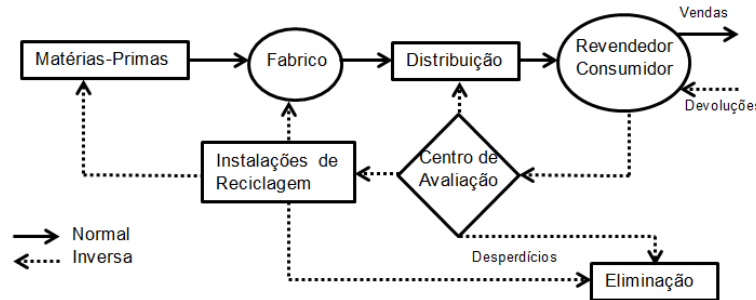 Vendas
Matérias-Primas
Fabrico
Distribuição
Revendedor
Consumidor
Devoluções
Instalações de
Reciclagem
Centro de
Avaliação
Normal
Inversa
Desperdícios
Eliminação